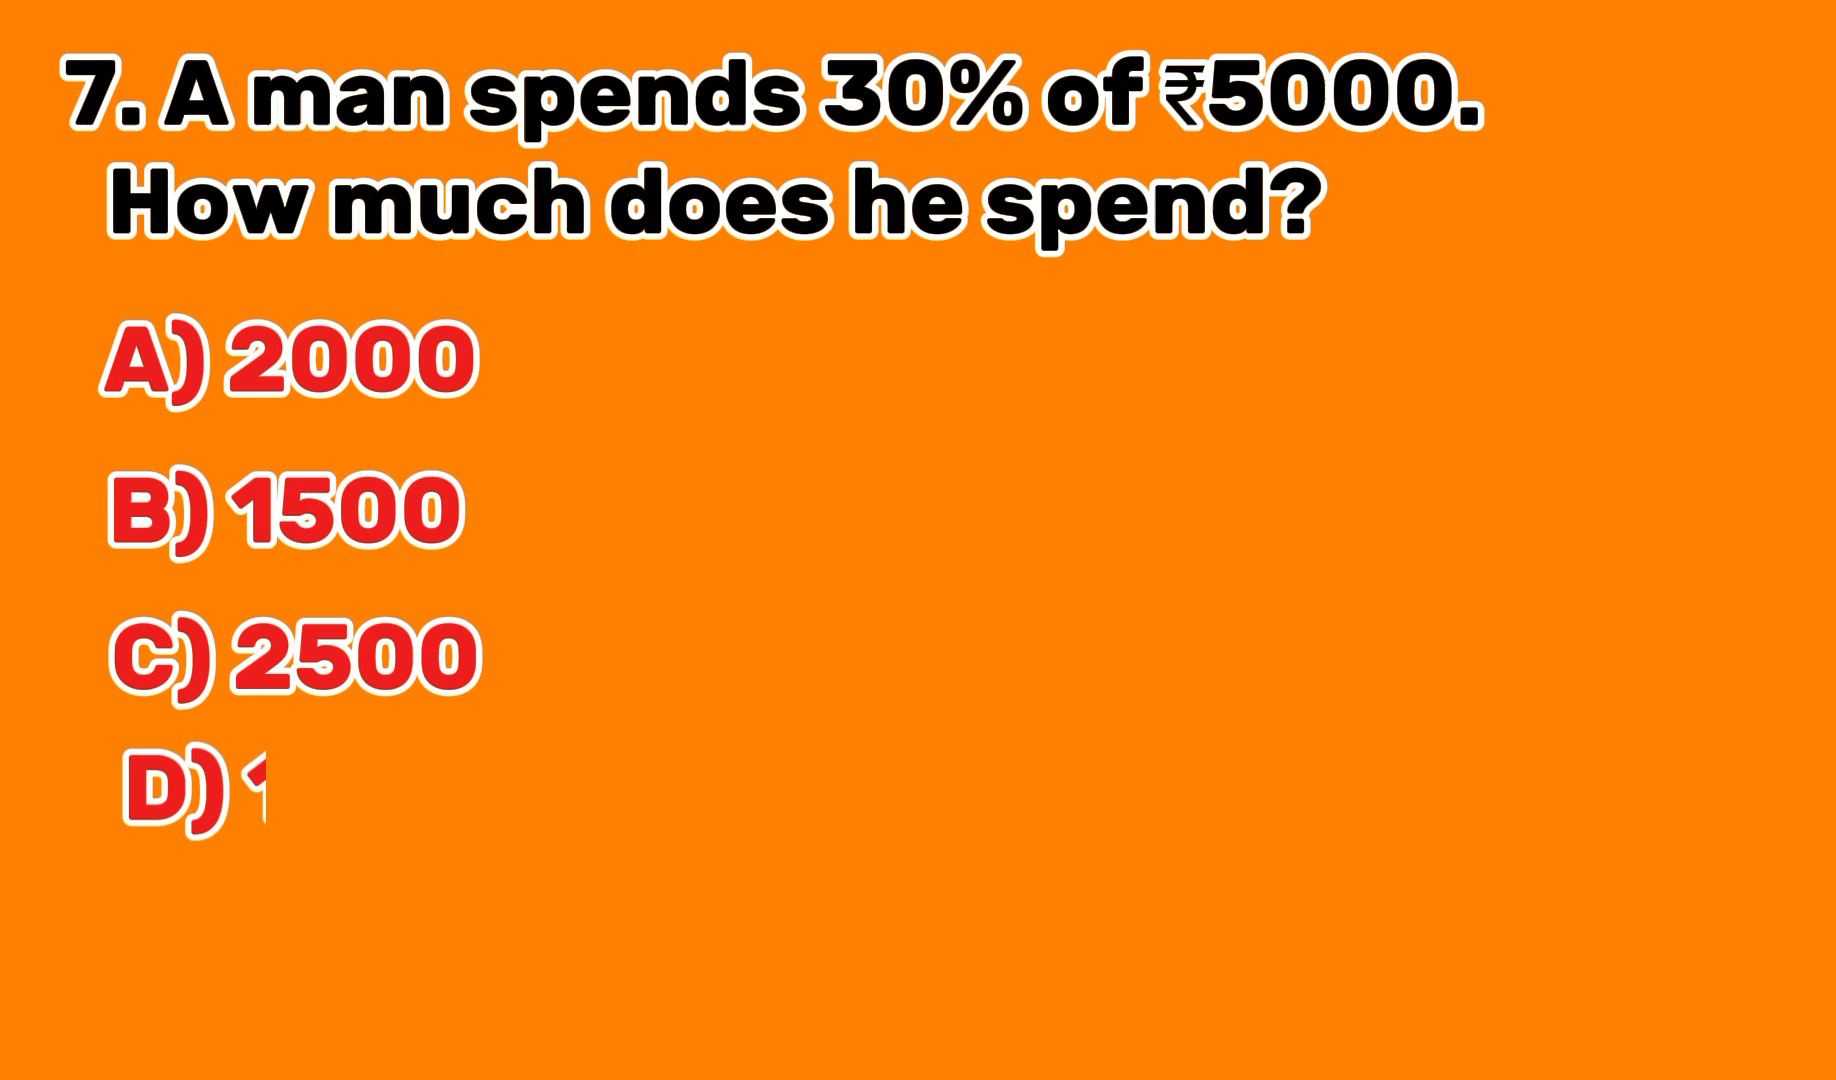 7. A man spends 30% of ₹5000.
How much does he spend?
A) 2000
B) 1500
C) 2500
D)